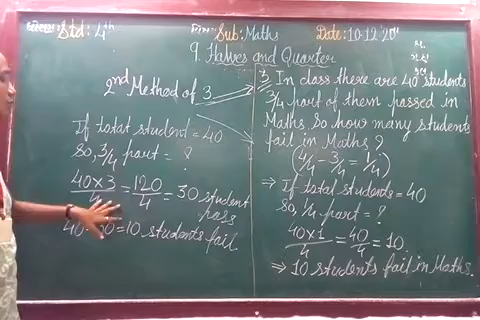 ધોરણ: Std: 4th
વિષય: Sub: Maths
Date: 10-12-20
9. Halves and Quarter
2nd Method of 3
If total student = 40
So, 3/4 part = ?
40 × 3 / 4 = 120 / 4 = 30 student pass
= 10 students fail
In class there are 40 students
3/4 part of them passed in
Maths. So how many students
fail in Maths ?
(4/4 - 3/4 = 1/4)
⇒ If total students = 40
So, 1/4 part = ?
40 × 1 / 4 = 40 / 4 = 10
⇒ 10 students fail in Maths.